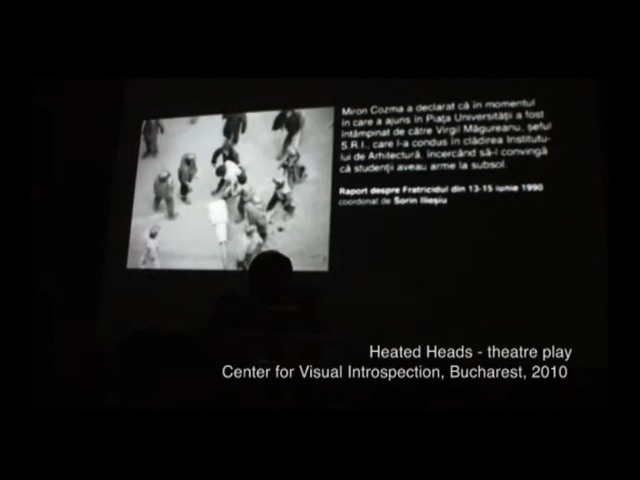 Miron Cozma a declarat că în momentul
în care a ajuns în Piața Universității a fost
întâmpinat de către Virgil Măgureanu, șeful
S.R.I., care l-a condus în clădirea Institutu-
lui de Arhitectură, încercând să-l convingă
că studenții aveau arme la subsol.
Raport despre Fratricidul din 13-15 iunie 1990
coordonat de Sorin Iliesiu
Heated Heads - theatre play
Center for Visual Introspection, Bucharest, 2010